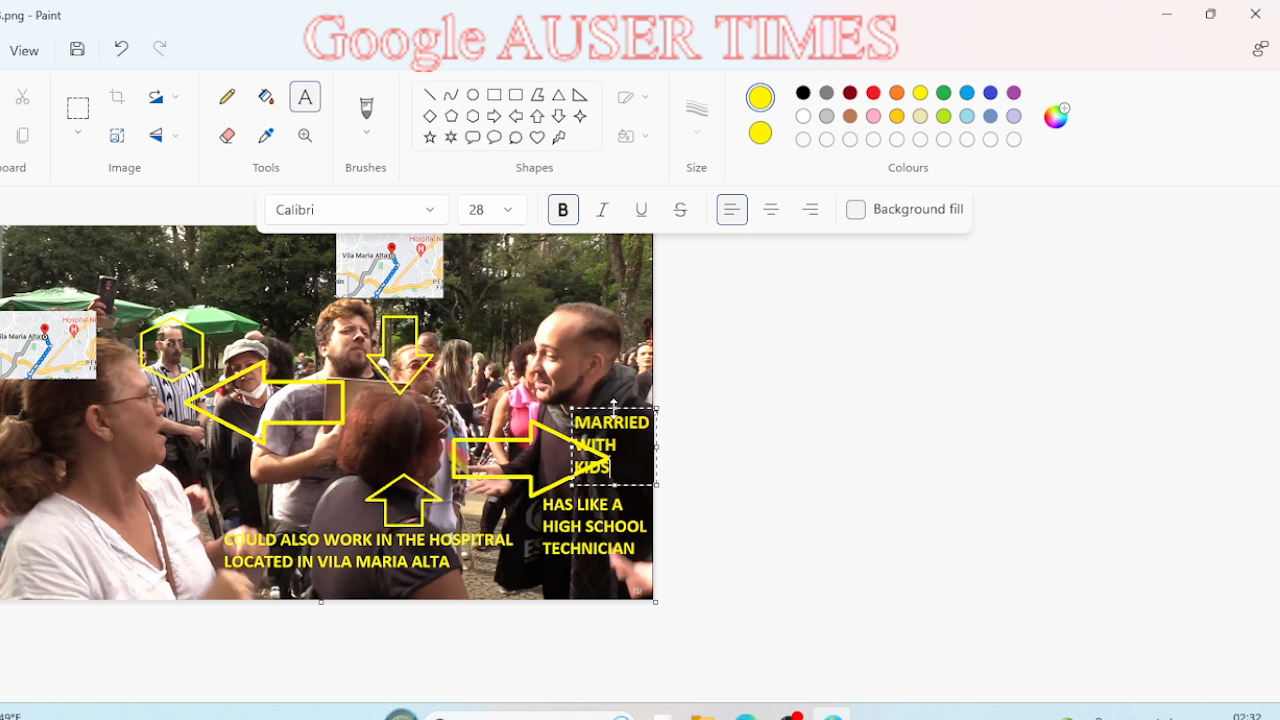 .png - Paint
Google AUSER TIMES
View
Image
Tools
Brushes
Shapes
Size
Colours
Calibri
28
B
Background fill
Vila Maria Alta
Hospital
MARRIED
WITH
KIDS
HAS LIKE A
HIGH SCHOOL
TECHNICIAN
COULD ALSO WORK IN THE HOSPITRAL
LOCATED IN VILA MARIA ALTA
49°F
02:32